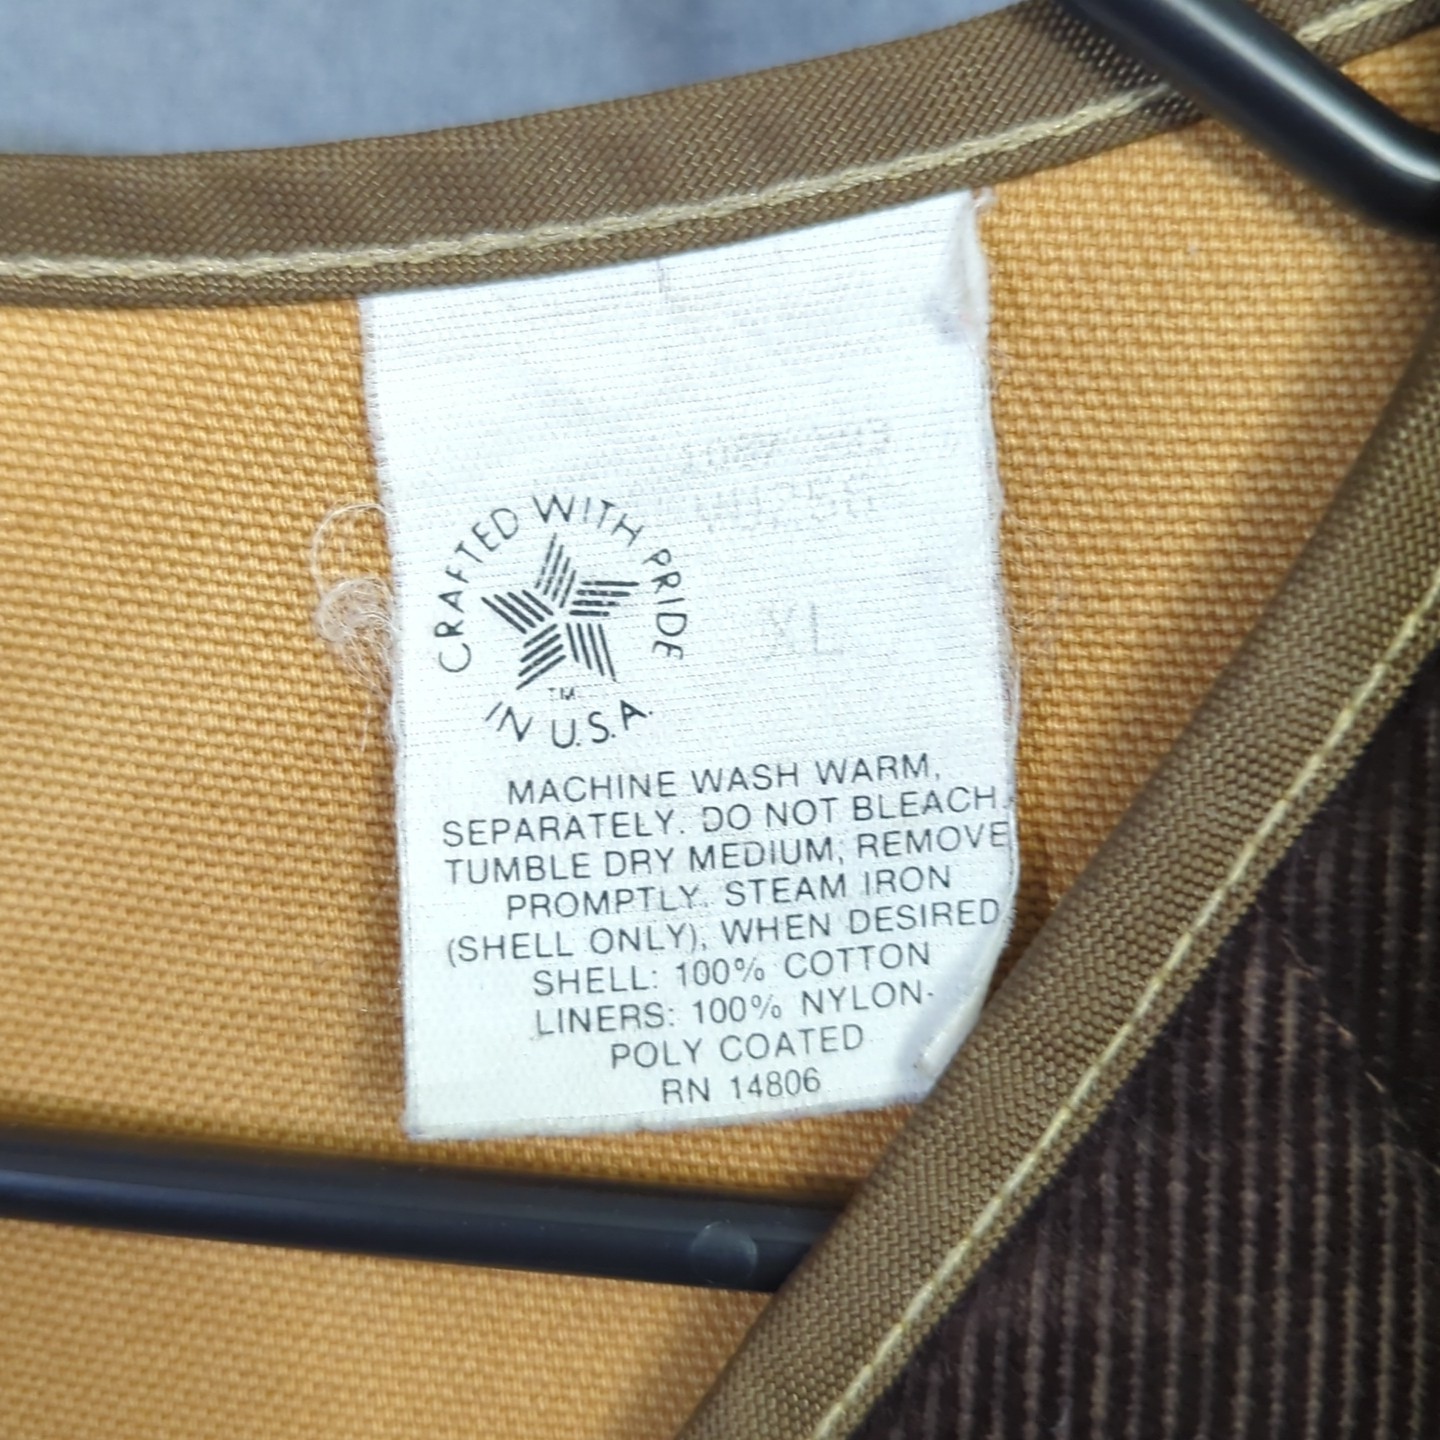 CRAFTED WITH PRIDE
TM
IN U.S.A.
XL
MACHINE WASH WARM,
SEPARATELY. DO NOT BLEACH.
TUMBLE DRY MEDIUM; REMOVE
PROMPTLY. STEAM IRON
(SHELL ONLY), WHEN DESIRED
SHELL: 100% COTTON
LINERS: 100% NYLON-
POLY COATED
RN 14806